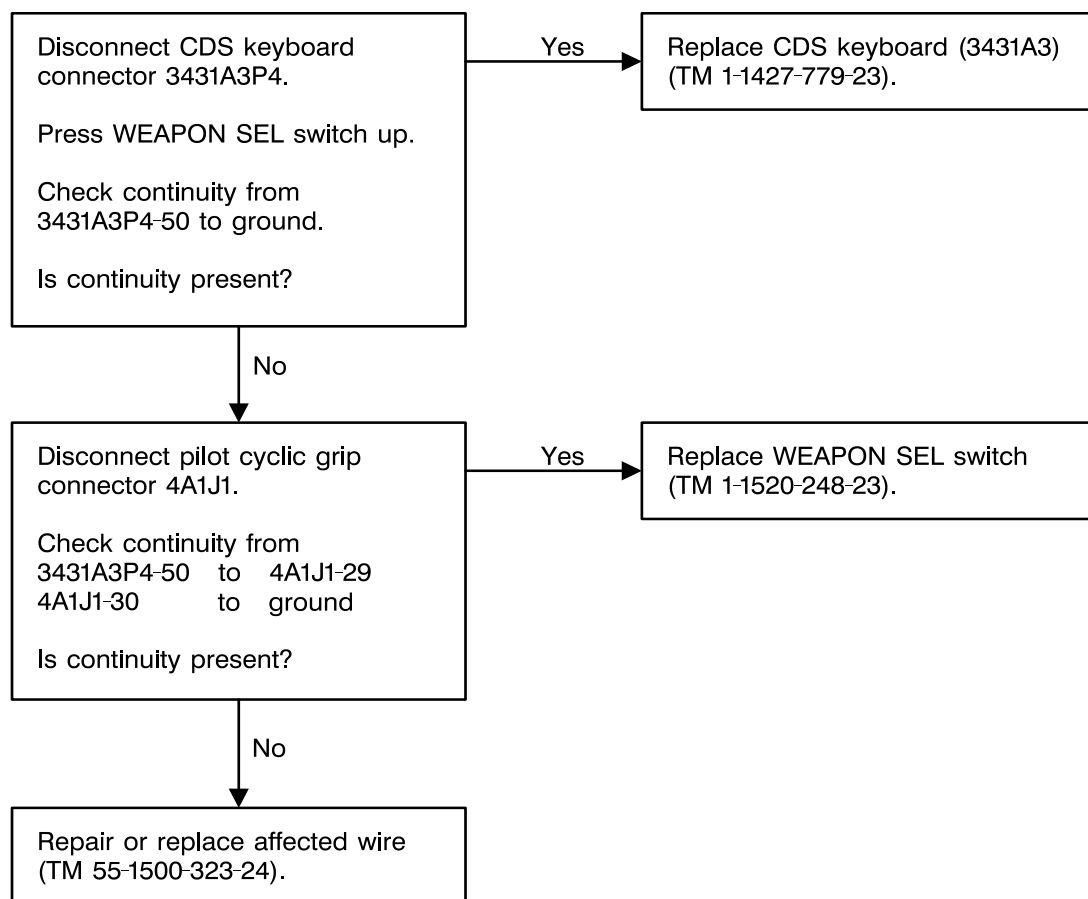 Disconnect CDS keyboard
connector 3431A3P4.
Press WEAPON SEL switch up.
Check continuity from
3431A3P4-50 to ground.
Is continuity present?
Yes
Replace CDS keyboard (3431A3)
(TM 1-1427-779-23).
No
Disconnect pilot cyclic grip
connector 4A1J1.
Check continuity from
3431A3P4-50 to 4A1J1-29
4A1J1-30 to ground
Is continuity present?
Yes
Replace WEAPON SEL switch
(TM 1-1520-248-23).
No
Repair or replace affected wire
(TM 55-1500-323-24).